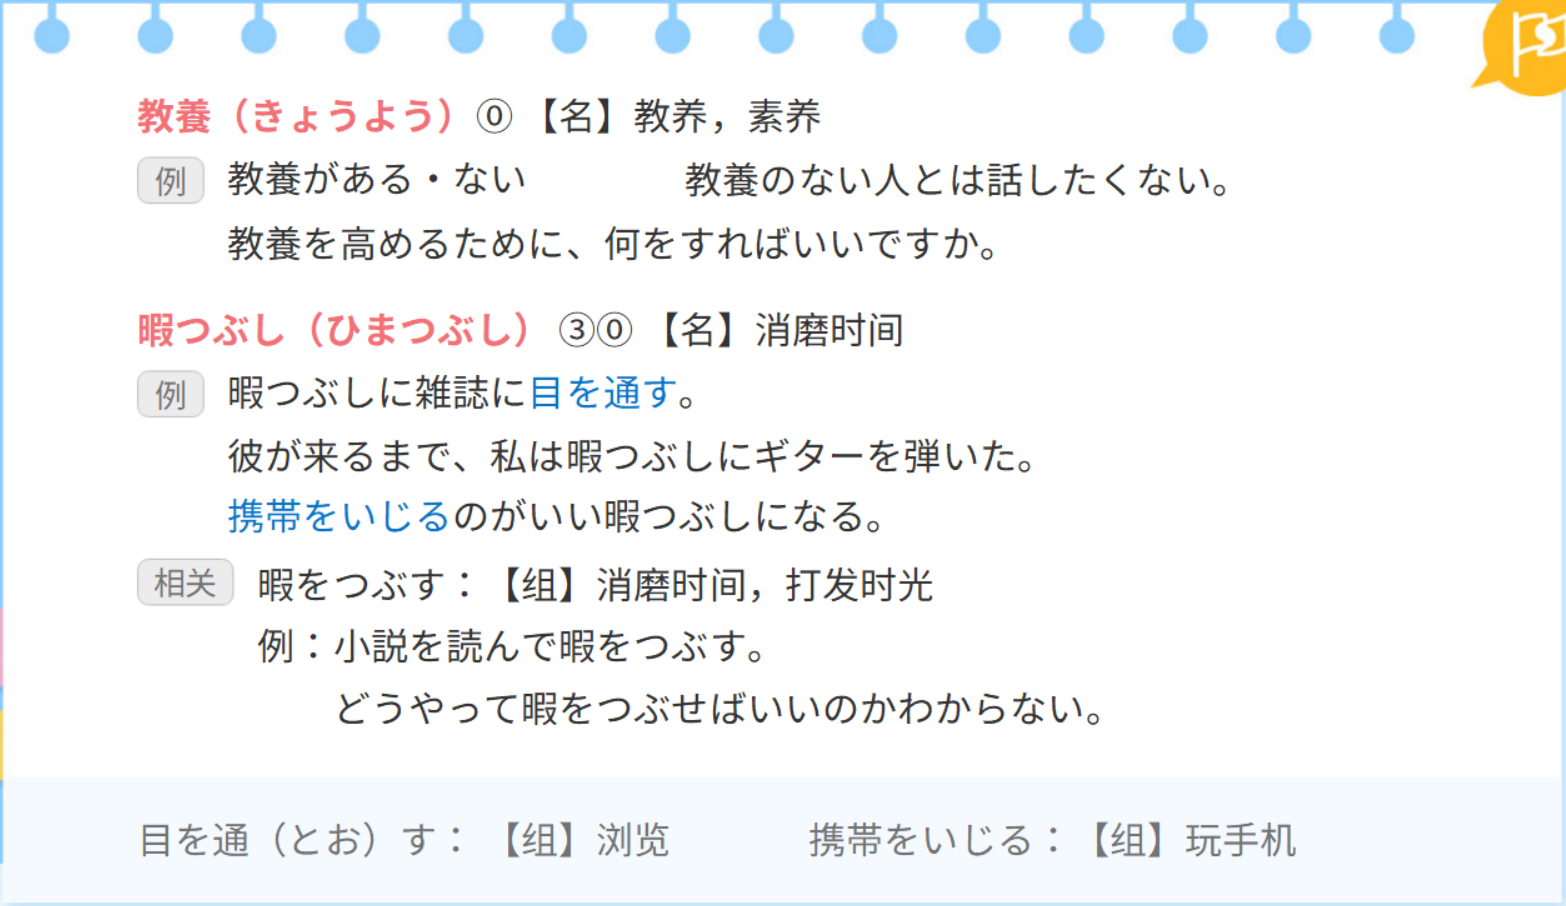 教養（きょうよう）⓪ 【名】教养，素养
例 教養がある・ない 教養のない人とは話したくない。
教養を高めるために、何をすればいいですか。
暇つぶし（ひまつぶし） ③⓪ 【名】消磨时间
例 暇つぶしに雑誌に目を通す。
彼が来るまで、私は暇つぶしにギターを弾いた。
携帯をいじるのがいい暇つぶしになる。
相关 暇をつぶす：【组】消磨时间，打发时光
例：小説を読んで暇をつぶす。
どうやって暇をつぶせばいいのかわからない。
目を通（とお）す：【组】浏览 携帯をいじる：【组】玩手机